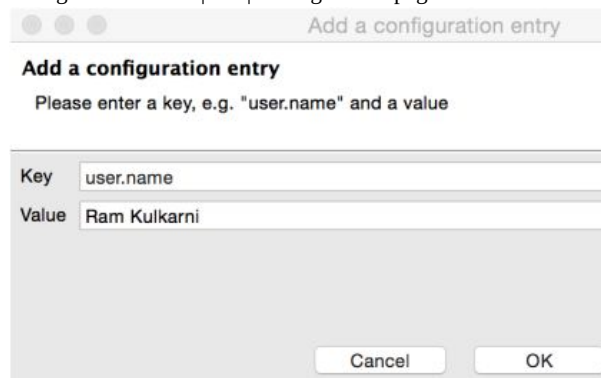 Add a configuration entry
Add a configuration entry
Please enter a key, e.g. "user.name" and a value
Key user.name
Value Ram Kulkarni
Cancel OK